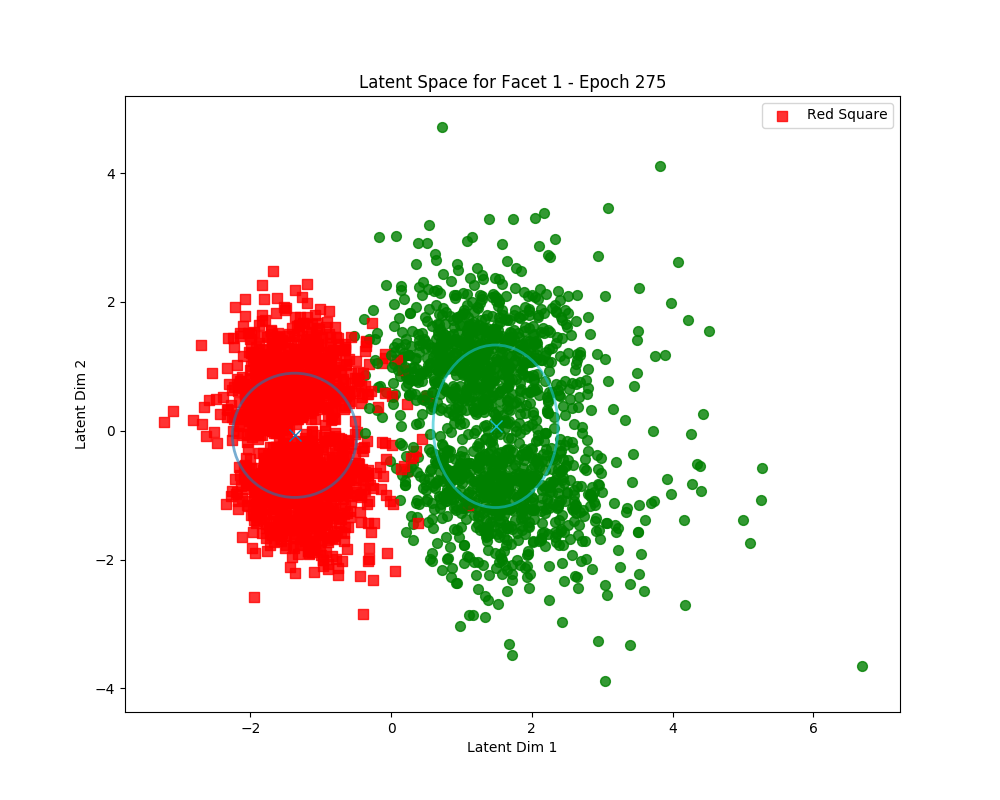 Latent Space for Facet 1 - Epoch 275
Red Square
4
2
0
−2
−4
Latent Dim 2
−2 0 2 4 6
Latent Dim 1